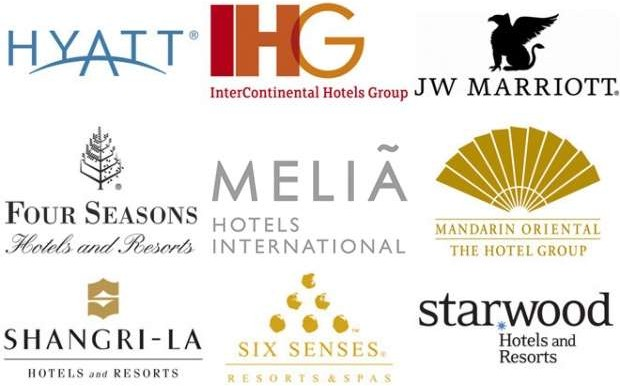 HYATT®
IHG
InterContinental Hotels Group
JW MARRIOTT®
FOUR SEASONS
Hotels and Resorts
MELIÃ
HOTELS
INTERNATIONAL
MANDARIN ORIENTAL
THE HOTEL GROUP
SHANGRI-LA
HOTELS and RESORTS
SIX SENSES®
RESORTS & SPAS
starwood
Hotels and
Resorts